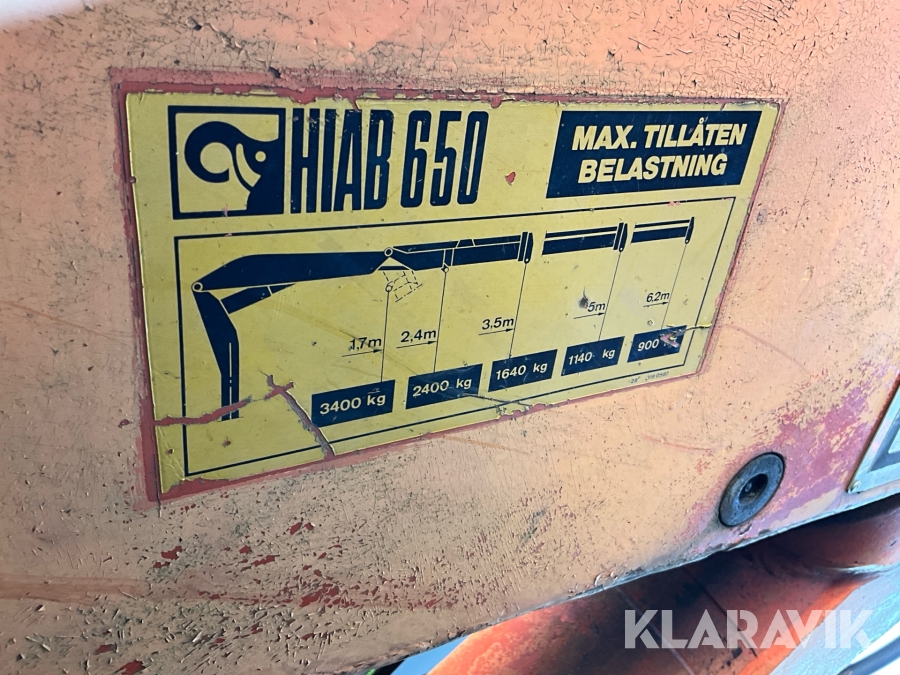 HIAB 650
MAX. TILLÅTEN
BELASTNING
1,7m
2,4m
3,5m
5m
6,2m
3400 kg
2400 kg
1640 kg
1140 kg
900
KLARAVIK